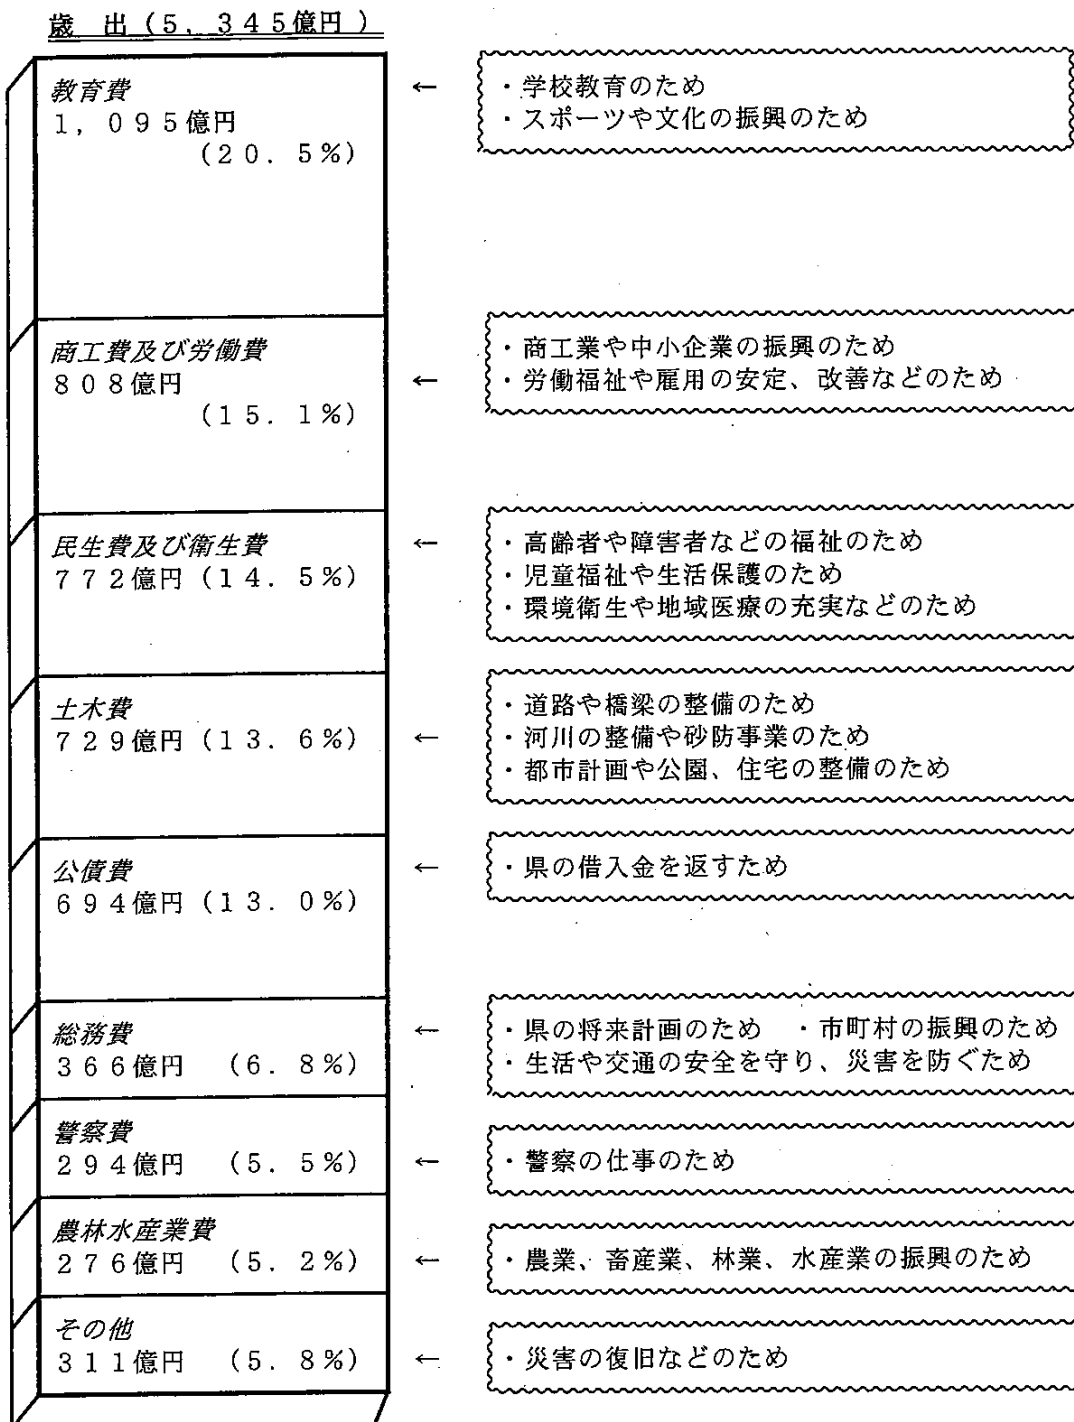 歳 出(5,345億円)
教育費
1,095億円
(20.5%)
← ・学校教育のため
・スポーツや文化の振興のため
商工費及び労働費
808億円
(15.1%)
・商工業や中小企業の振興のため
← ・労働福祉や雇用の安定、改善などのため
民生費及び衛生費
772億円(14.5%)
← ・高齢者や障害者などの福祉のため
・児童福祉や生活保護のため
・環境衛生や地域医療の充実などのため
土木費
729億円(13.6%)
・道路や橋梁の整備のため
← ・河川の整備や砂防事業のため
・都市計画や公園、住宅の整備のため
公債費
694億円(13.0%)
← ・県の借入金を返すため
総務費
366億円 (6.8%)
← ・県の将来計画のため ・市町村の振興のため
・生活や交通の安全を守り、災害を防ぐため
警察費
294億円 (5.5%)
← ・警察の仕事のため
農林水産業費
276億円 (5.2%)
← ・農業、畜産業、林業、水産業の振興のため
その他
311億円 (5.8%)
← ・災害の復旧などのため